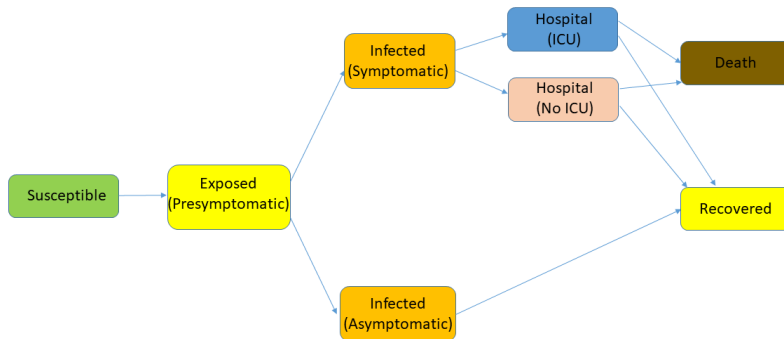 Susceptible
Exposed
(Presymptomatic)
Infected
(Symptomatic)
Infected
(Asymptomatic)
Hospital
(ICU)
Hospital
(No ICU)
Death
Recovered